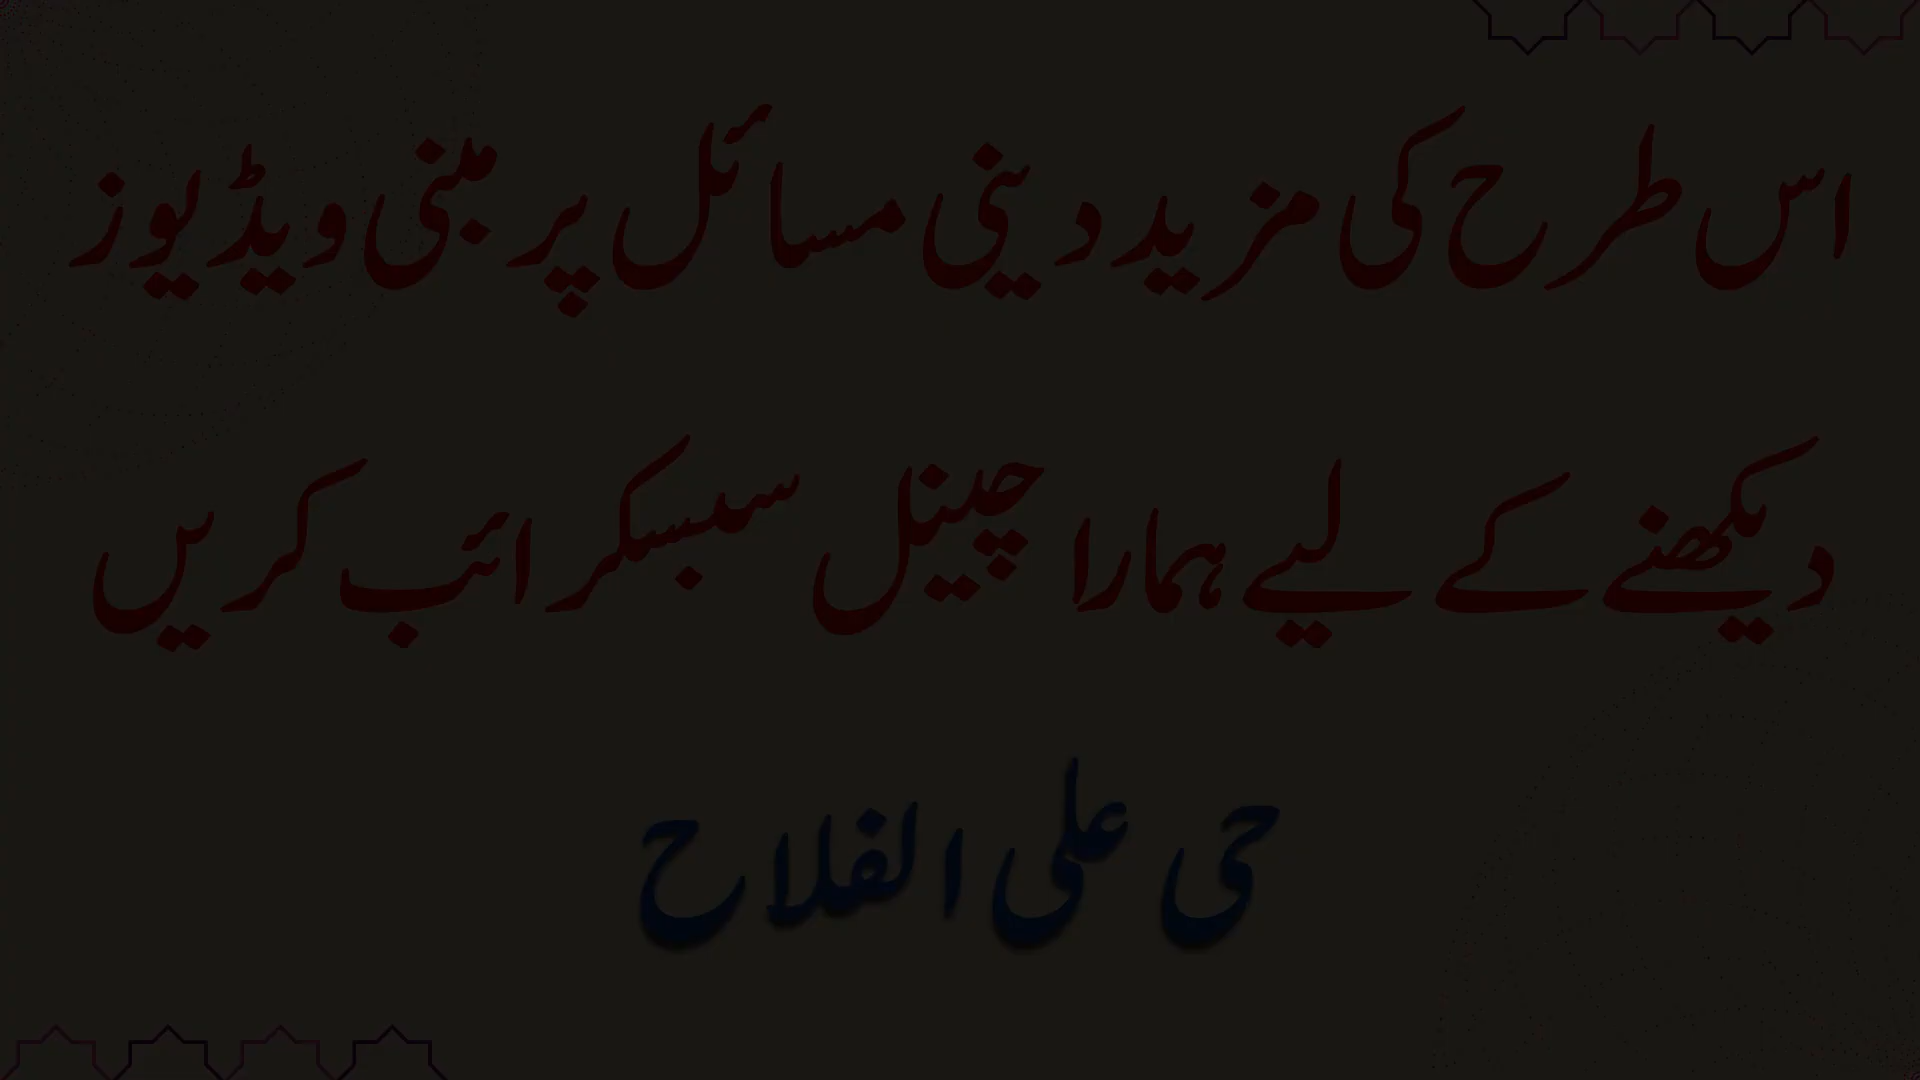 اس طرح کی مزید دینی مسائل پر مبنی ویڈیوز
دیکھنے کے لیے ہمارا چینل سبسکرائب کریں
حی علی الفلاح